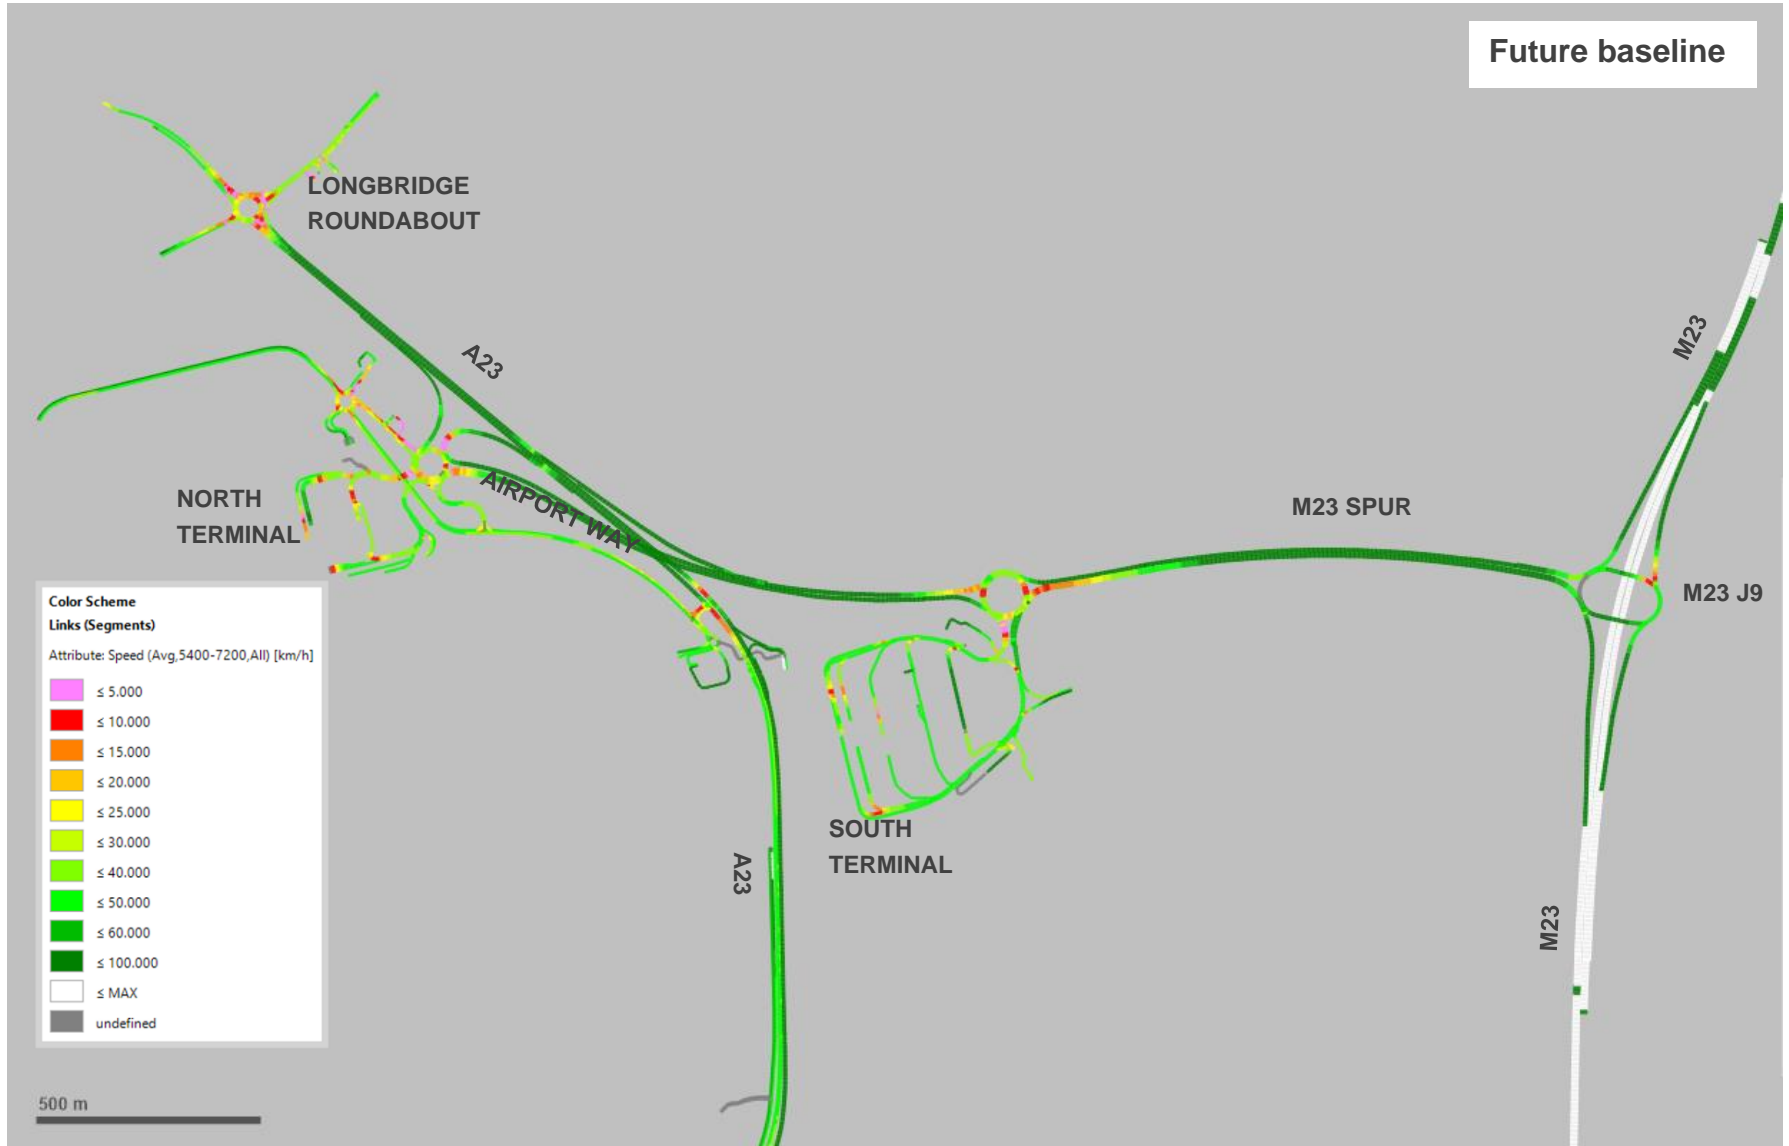 Future baseline
LONGBRIDGE
ROUNDABOUT
A23
M23
NORTH
TERMINAL
AIRPORT WAY
M23 SPUR
M23 J9
Color Scheme
Links (Segments)
Attribute: Speed (Avg,5400-7200,All) [km/h]
≤ 5.000
≤ 10.000
≤ 15.000
≤ 20.000
≤ 25.000
≤ 30.000
≤ 40.000
≤ 50.000
≤ 60.000
≤ 100.000
≤ MAX
undefined
SOUTH
TERMINAL
A23
M23
500 m